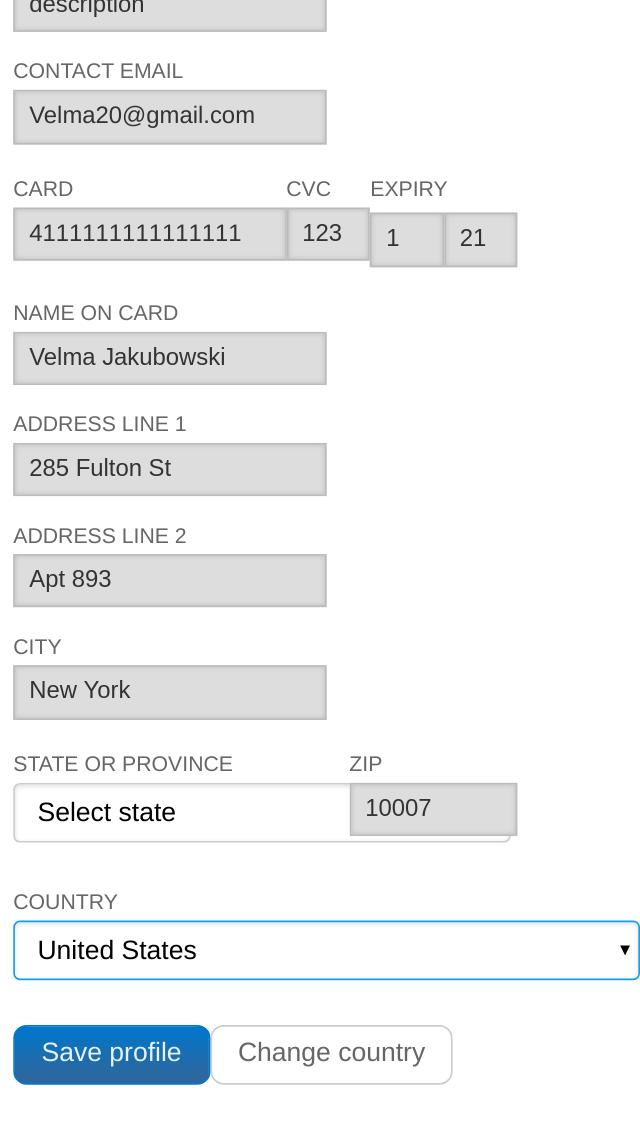 description
CONTACT EMAIL
Velma20@gmail.com
CARD CVC EXPIRY
4111111111111111 123 1 21
NAME ON CARD
Velma Jakubowski
ADDRESS LINE 1
285 Fulton St
ADDRESS LINE 2
Apt 893
CITY
New York
STATE OR PROVINCE ZIP
Select state 10007
COUNTRY
United States
Save profile Change country